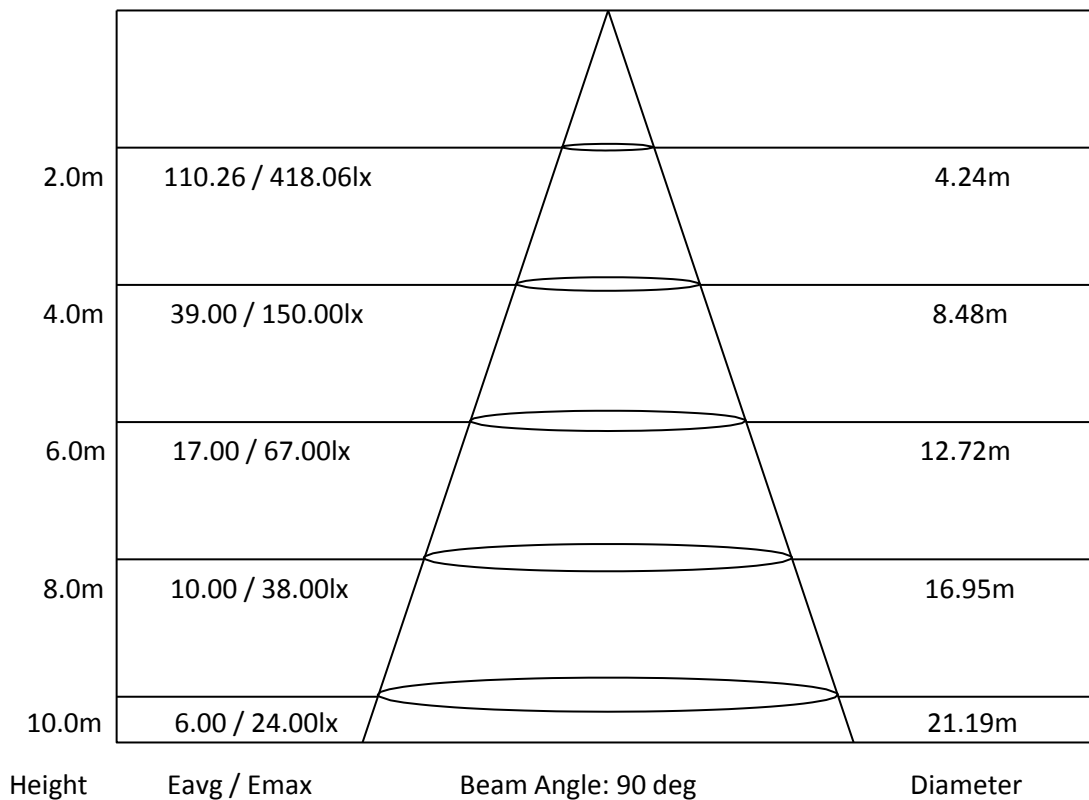 2.0m 110.26 / 418.06lx 4.24m
4.0m 39.00 / 150.00lx 8.48m
6.0m 17.00 / 67.00lx 12.72m
8.0m 10.00 / 38.00lx 16.95m
10.0m 6.00 / 24.00lx 21.19m
Height Eavg / Emax Beam Angle: 90 deg Diameter